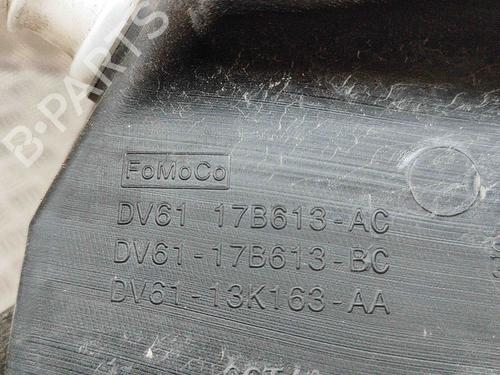 B-PARTS
FoMoCo
DV61 17B613-AC
DV61-17B613-BC
DV61-13K163-AA